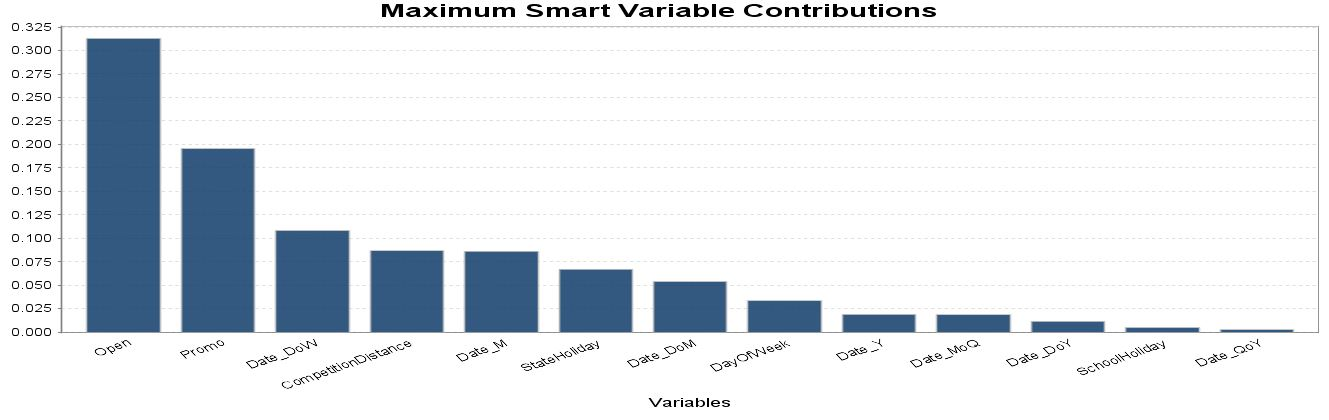 Maximum Smart Variable Contributions
0.325
0.300
0.275
0.250
0.225
0.200
0.175
0.150
0.125
0.100
0.075
0.050
0.025
0.000
Open
Promo
Date_DoW
CompetitionDistance
Date_M
StateHoliday
Date_DoM
DayOfWeek
Date_Y
Date_MoQ
Date_DoY
SchoolHoliday
Date_QoY
Variables